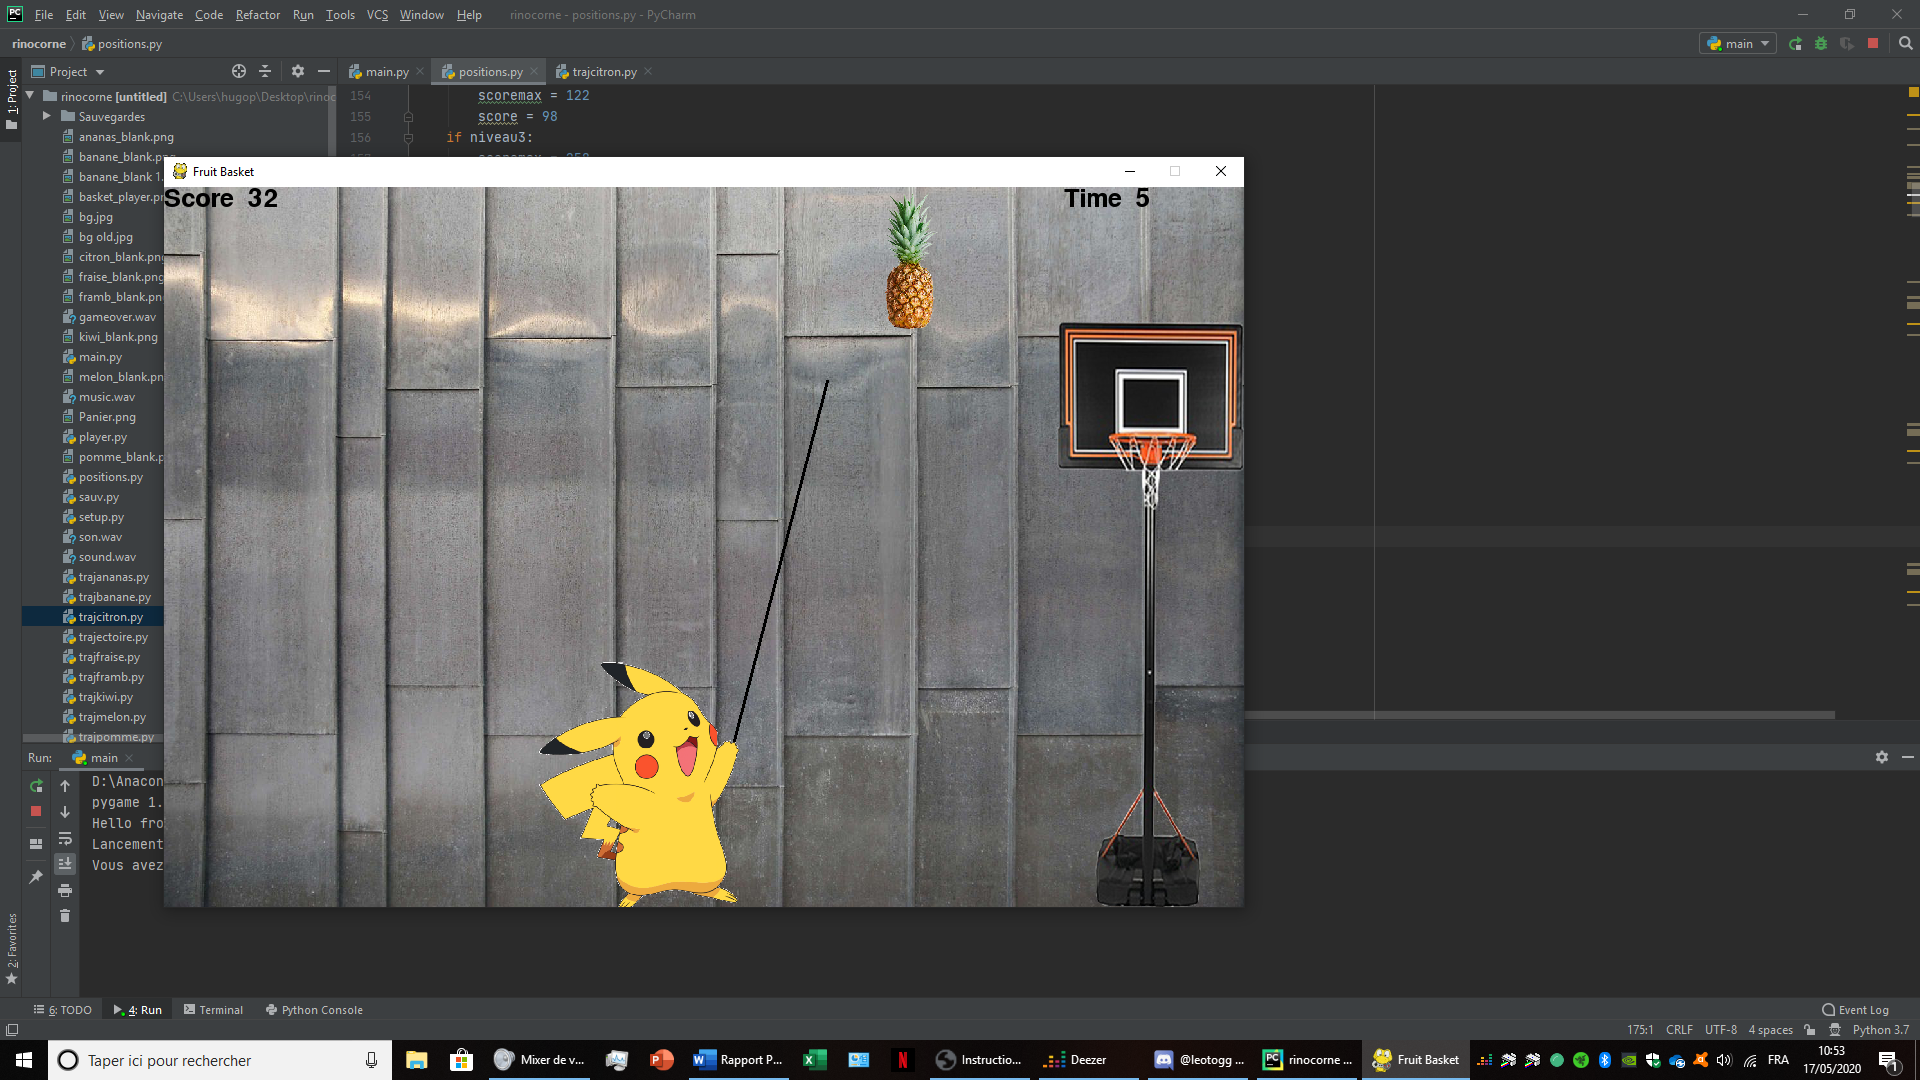 File Edit View Navigate Code Refactor Run Tools VCS Window Help rinocorne - positions.py - PyCharm
rinocorne positions.py main
Project main.py positions.py trajcitron.py
1: Project
rinocorne [untitled] C:\Users\hugop\Desktop\rinoc
Sauvegardes
ananas_blank.png
banane_blank.pn
banane_blank 1.
basket_player.pn
bg.jpg
bg old.jpg
citron_blank.pn
fraise_blank.png
framb_blank.pn
gameover.wav
kiwi_blank.png
main.py
melon_blank.pn
music.wav
Panier.png
player.py
pomme_blank.p
positions.py
sauv.py
setup.py
son.wav
sound.wav
trajananas.py
trajbanane.py
trajcitron.py
trajectoire.py
trajfraise.py
trajframb.py
trajkiwi.py
trajmelon.py
trajpomme.py
154 scoremax = 122
155 score = 98
156 if niveau3:
Fruit Basket
Score 32 Time 5
Run: main
D:\Anacon
pygame 1.
Hello fro
Lancement
Vous avez
2: Favorites
6: TODO 4: Run Terminal Python Console Event Log
175:1 CRLF UTF-8 4 spaces Python 3.7
Taper ici pour rechercher Mixer de v... Rapport P... Instructio... Deezer @leotogg ... rinocorne ... Fruit Basket FRA 10:53
17/05/2020 1